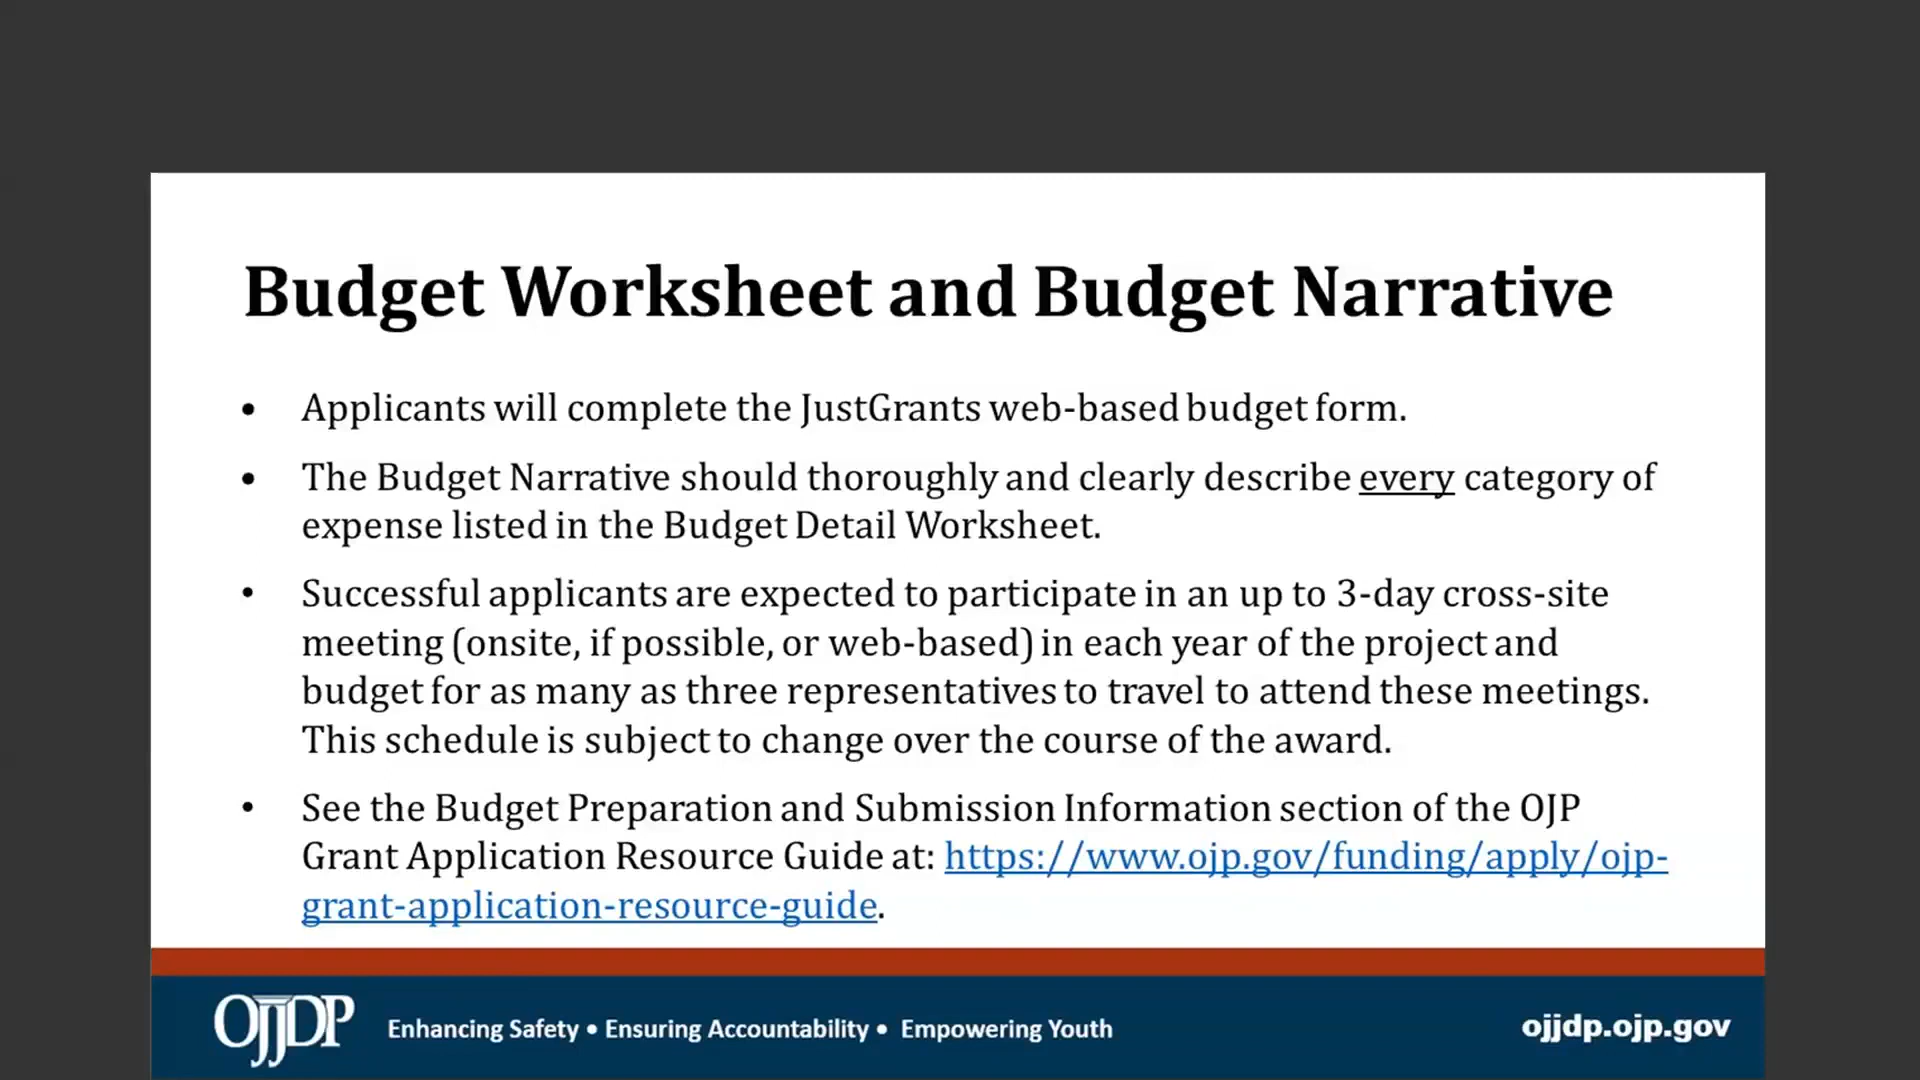 Budget Worksheet and Budget Narrative
• Applicants will complete the JustGrants web-based budget form.
• The Budget Narrative should thoroughly and clearly describe every category of
expense listed in the Budget Detail Worksheet.
• Successful applicants are expected to participate in an up to 3-day cross-site
meeting (onsite, if possible, or web-based) in each year of the project and
budget for as many as three representatives to travel to attend these meetings.
This schedule is subject to change over the course of the award.
• See the Budget Preparation and Submission Information section of the OJP
Grant Application Resource Guide at: https://www.ojp.gov/funding/apply/ojp-
grant-application-resource-guide.
OJJDP Enhancing Safety • Ensuring Accountability • Empowering Youth ojjdp.ojp.gov